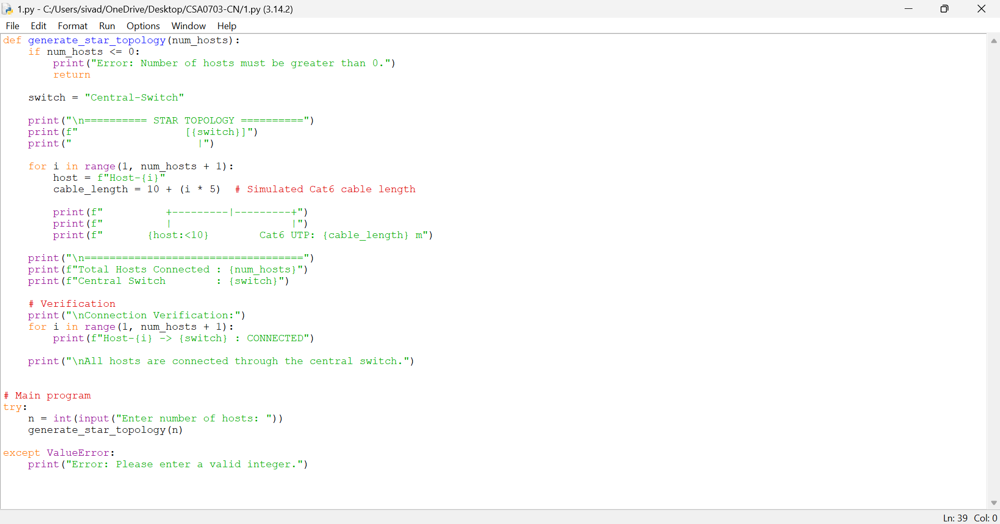 1.py - C:/Users/sivad/OneDrive/Desktop/CSA0703-CN/1.py (3.14.2)
File Edit Format Run Options Window Help
def generate_star_topology(num_hosts):
    if num_hosts <= 0:
        print("Error: Number of hosts must be greater than 0.")
        return

    switch = "Central-Switch"

    print("\n========== STAR TOPOLOGY ==========")
    print(f"                 [{switch}]")
    print("                    |")

    for i in range(1, num_hosts + 1):
        host = f"Host-{i}"
        cable_length = 10 + (i * 5)  # Simulated Cat6 cable length

        print(f"          +---------|---------+")
        print(f"          |                   |")
        print(f"       {host:<10}        Cat6 UTP: {cable_length} m")

    print("\n===================================")
    print(f"Total Hosts Connected : {num_hosts}")
    print(f"Central Switch        : {switch}")

    # Verification
    print("\nConnection Verification:")
    for i in range(1, num_hosts + 1):
        print(f"Host-{i} -> {switch} : CONNECTED")

    print("\nAll hosts are connected through the central switch.")


# Main program
try:
    n = int(input("Enter number of hosts: "))
    generate_star_topology(n)

except ValueError:
    print("Error: Please enter a valid integer.")
Ln: 39 Col: 0